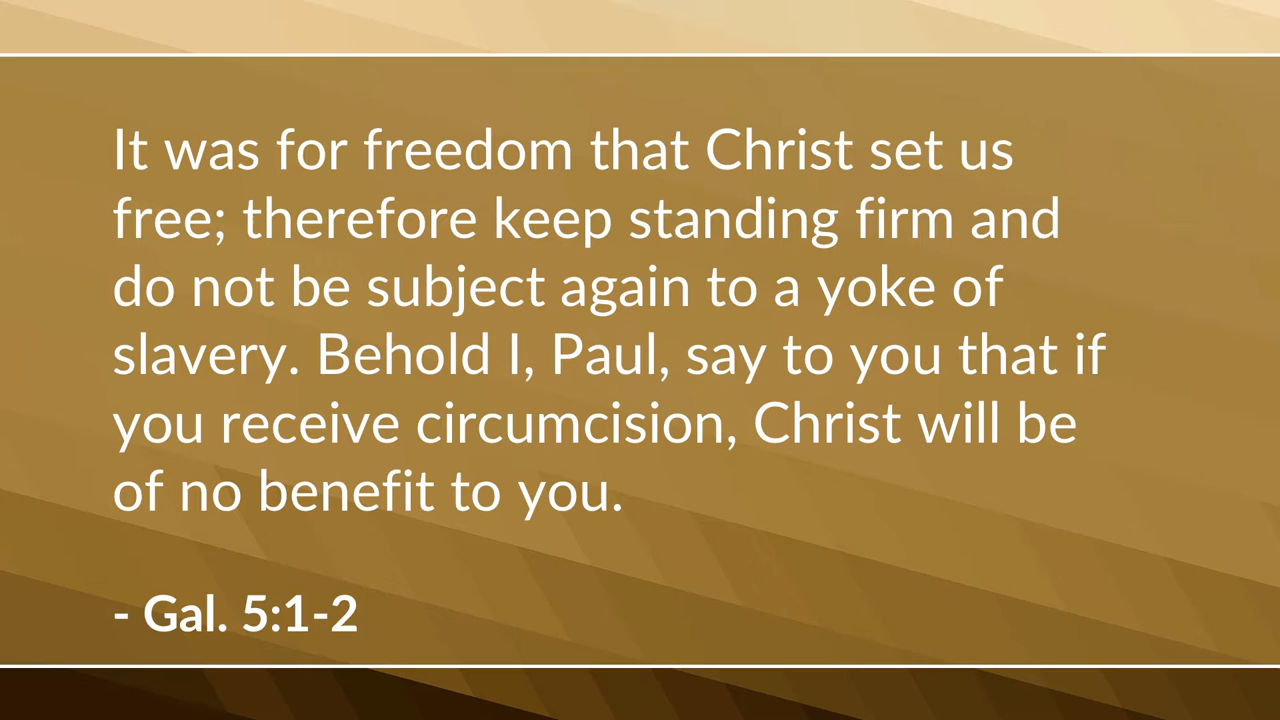 It was for freedom that Christ set us
free; therefore keep standing firm and
do not be subject again to a yoke of
slavery. Behold I, Paul, say to you that if
you receive circumcision, Christ will be
of no benefit to you.
- Gal. 5:1-2